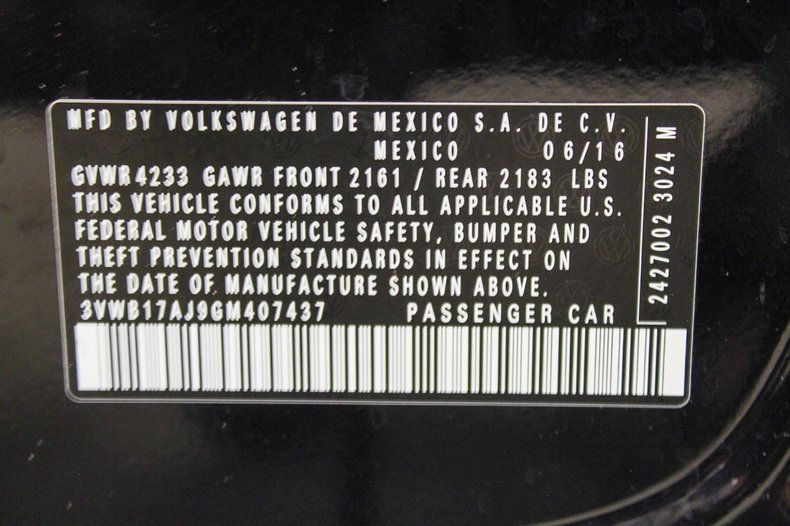 MFD BY VOLKSWAGEN DE MEXICO S.A. DE C.V.
MEXICO 06/16
GVWR 4233 GAWR FRONT 2161 / REAR 2183 LBS
THIS VEHICLE CONFORMS TO ALL APPLICABLE U.S.
FEDERAL MOTOR VEHICLE SAFETY, BUMPER AND
THEFT PREVENTION STANDARDS IN EFFECT ON
THE DATE OF MANUFACTURE SHOWN ABOVE.
3VWB17AJ9GM407437 PASSENGER CAR
2427002 3024 M